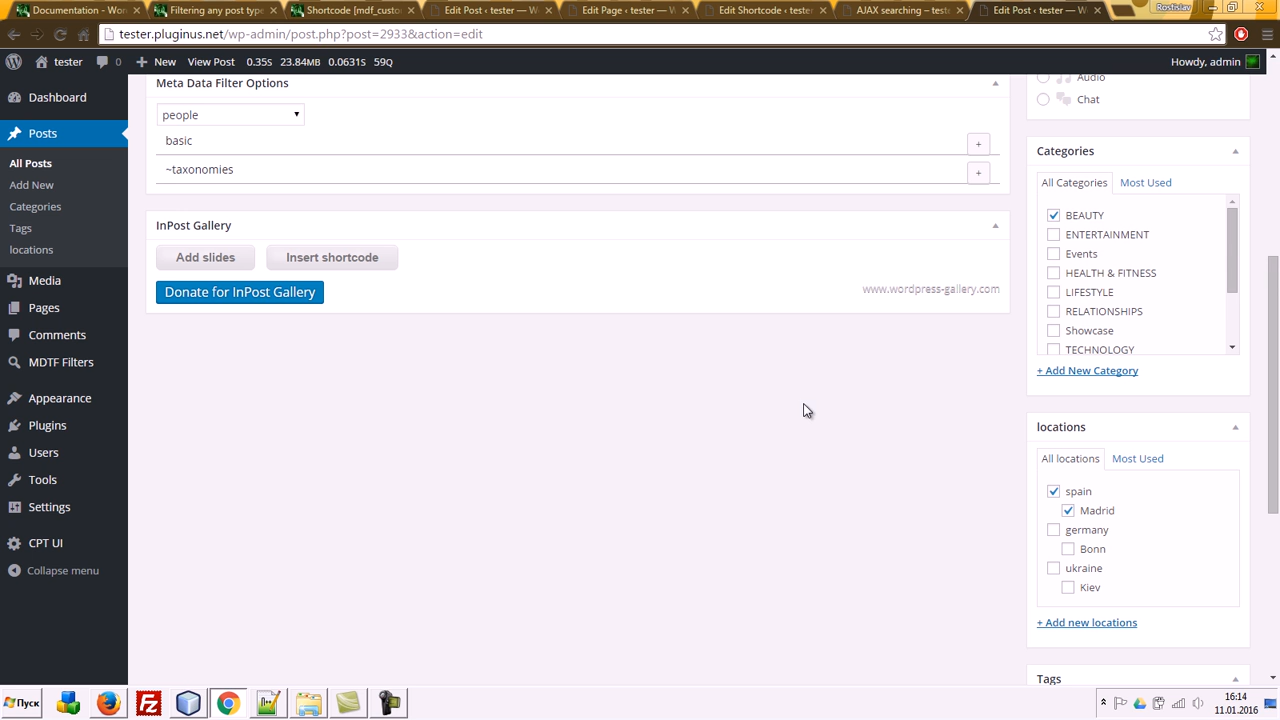 Documentation - Wor
Filtering any post type
Shortcode [mdf_custo
Edit Post ‹ tester — W
Edit Page ‹ tester — W
Edit Shortcode ‹ teste
AJAX searching – teste
Edit Post ‹ tester — W
Rostislav
tester.pluginus.net/wp-admin/post.php?post=2933&action=edit
tester 0 New View Post 0.35s 23.84MB 0.0631s 59Q Howdy, admin
Dashboard
Posts
All Posts
Add New
Categories
Tags
locations
Media
Pages
Comments
MDTF Filters
Appearance
Plugins
Users
Tools
Settings
CPT UI
Collapse menu
Meta Data Filter Options
people
basic +
~taxonomies +
InPost Gallery
Add slides Insert shortcode
Donate for InPost Gallery www.wordpress-gallery.com
Audio
Chat
Categories
All Categories Most Used
BEAUTY
ENTERTAINMENT
Events
HEALTH & FITNESS
LIFESTYLE
RELATIONSHIPS
Showcase
TECHNOLOGY
+ Add New Category
locations
All locations Most Used
spain
Madrid
germany
Bonn
ukraine
Kiev
+ Add new locations
Tags
Пуск
16:14
11.01.2016